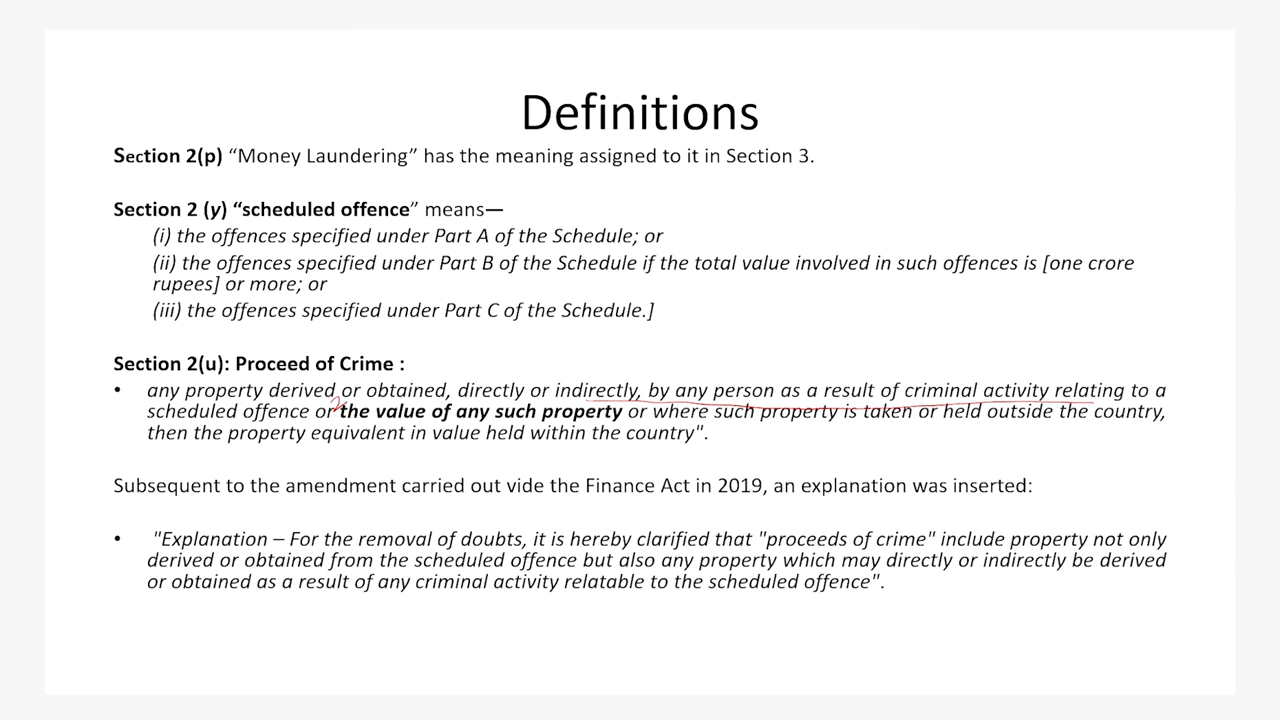 Definitions
Section 2(p) “Money Laundering” has the meaning assigned to it in Section 3.
Section 2 (y) “scheduled offence” means—
(i) the offences specified under Part A of the Schedule; or
(ii) the offences specified under Part B of the Schedule if the total value involved in such offences is [one crore
rupees] or more; or
(iii) the offences specified under Part C of the Schedule.]
Section 2(u): Proceed of Crime :
• any property derived or obtained, directly or indirectly, by any person as a result of criminal activity relating to a
scheduled offence or the value of any such property or where such property is taken or held outside the country,
then the property equivalent in value held within the country".
Subsequent to the amendment carried out vide the Finance Act in 2019, an explanation was inserted:
• "Explanation – For the removal of doubts, it is hereby clarified that "proceeds of crime" include property not only
derived or obtained from the scheduled offence but also any property which may directly or indirectly be derived
or obtained as a result of any criminal activity relatable to the scheduled offence".